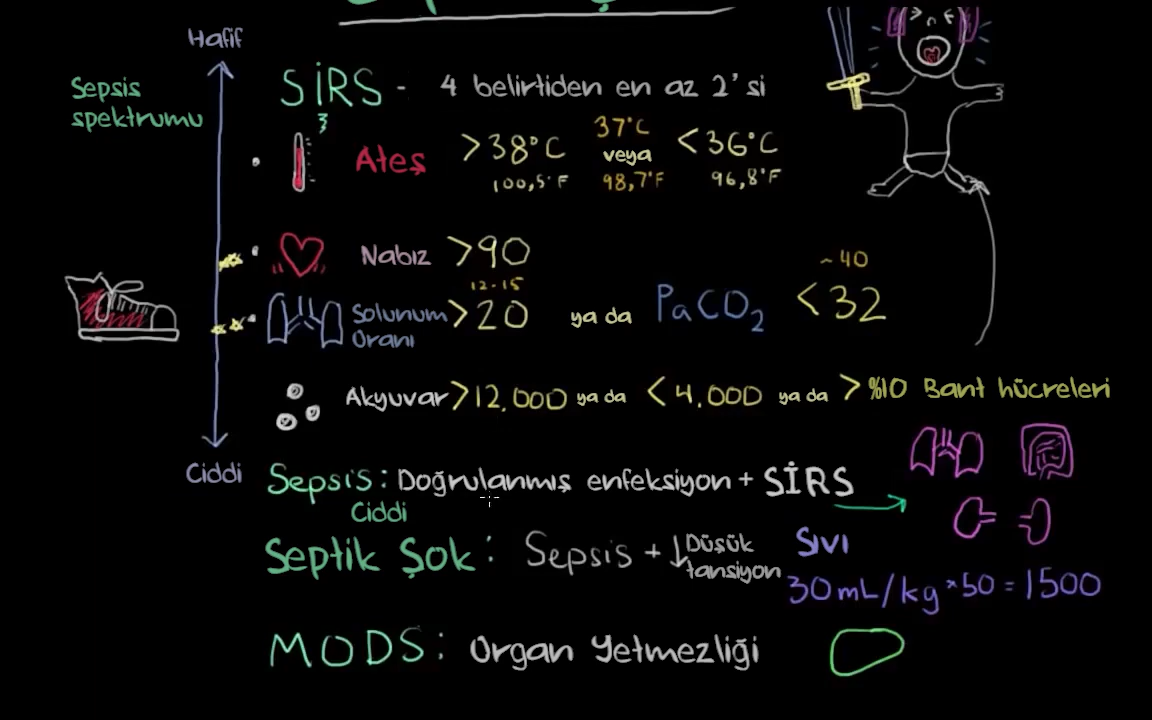 Hafif
Sepsis
spektrumu
SİRS - 4 belirtiden en az 2'si
Ateş >38°C 37°C veya <36°C
100,5°F 98,7°F 96,8°F
Nabız >90
12-15 ~40
Solunum Oranı >20 ya da PaCO2 <32
Akyuvar >12.000 ya da <4.000 ya da >%10 Bant hücreleri
Ciddi
Sepsis: Doğrulanmış enfeksiyon + SİRS
Ciddi
Septik Şok: Sepsis + ↓Düşük tansiyon
Sıvı
30mL/kg × 50 = 1500
MODS: Organ Yetmezliği